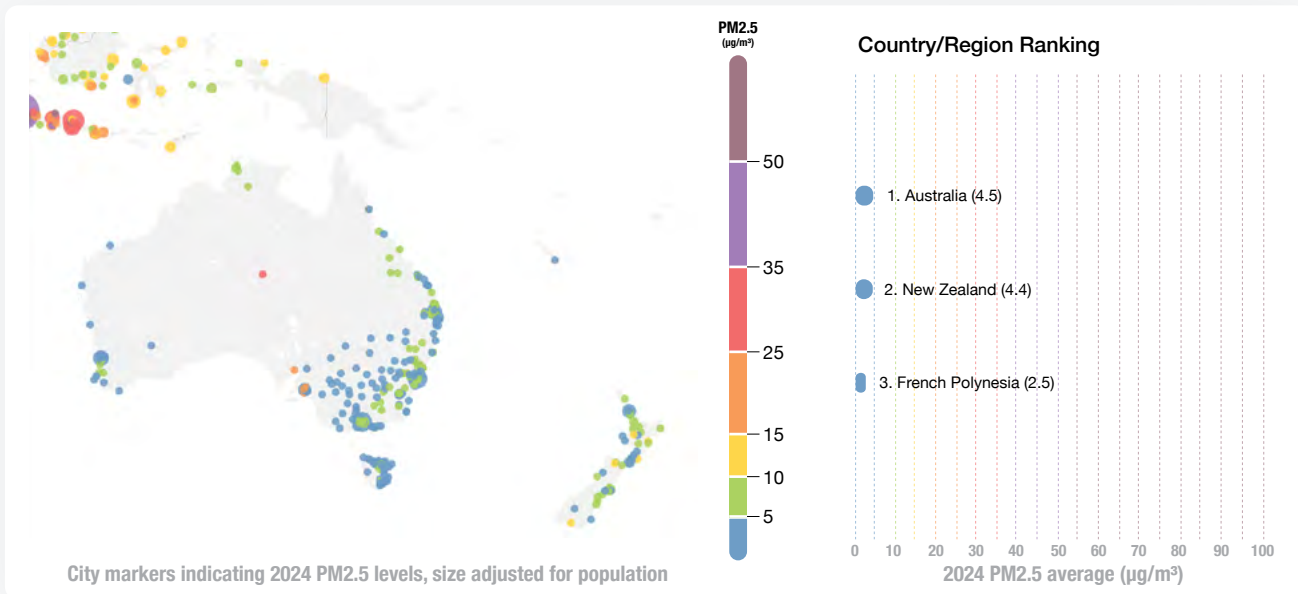 PM2.5
(µg/m³)
50
35
25
15
10
5
City markers indicating 2024 PM2.5 levels, size adjusted for population
Country/Region Ranking
1. Australia (4.5)
2. New Zealand (4.4)
3. French Polynesia (2.5)
0 10 20 30 40 50 60 70 80 90 100
2024 PM2.5 average (µg/m³)